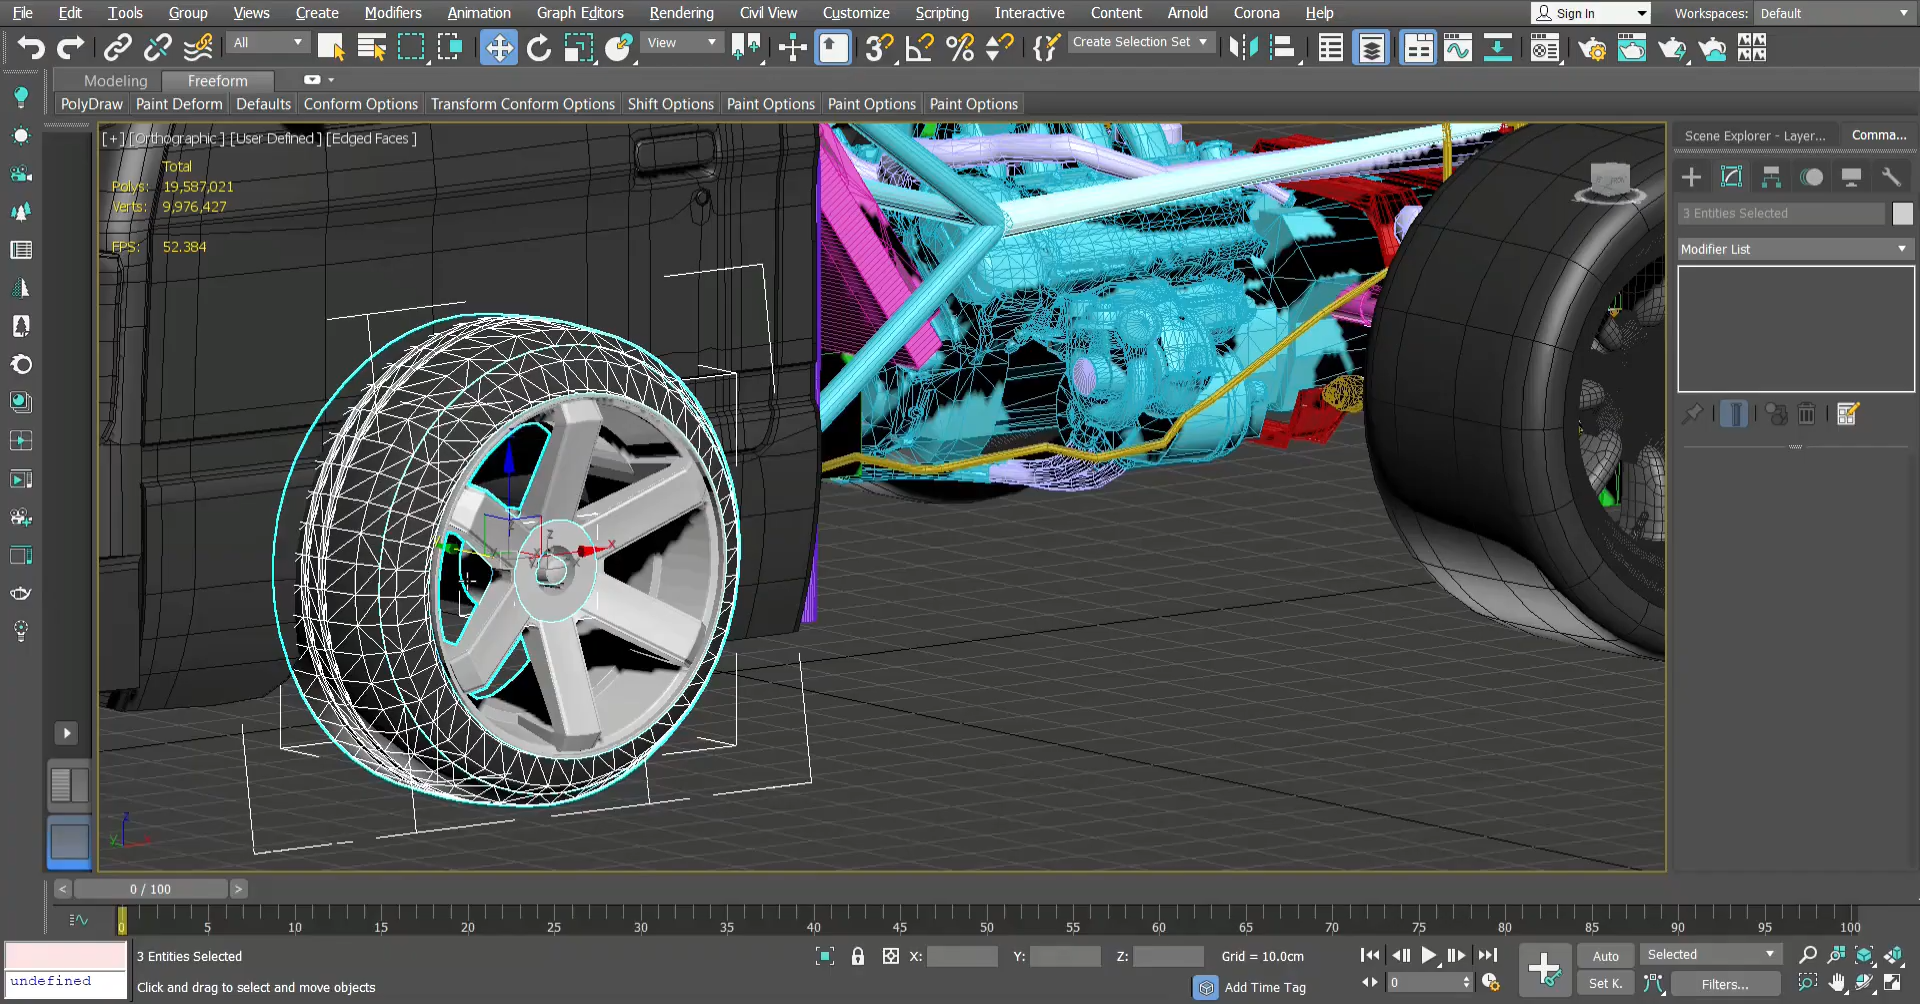 File Edit Tools Group Views Create Modifiers Animation Graph Editors Rendering Civil View Customize Scripting Interactive Content Arnold Corona Help Sign In Workspaces: Default
All View Create Selection Set
Modeling Freeform
PolyDraw Paint Deform Defaults Conform Options Transform Conform Options Shift Options Paint Options Paint Options Paint Options
[+] [Orthographic] [User Defined] [Edged Faces]
Total
Polys: 19,587,021
Verts: 9,976,427
FPS: 52.384
Scene Explorer - Layer... Comma...
3 Entities Selected
Modifier List
z
x
z
x
y
< 0 / 100 >
0 5 10 15 20 25 30 35 40 45 50 55 60 65 70 75 80 85 90 95 100
3 Entities Selected X: Y: Z: Grid = 10.0cm Auto Selected
undefined Click and drag to select and move objects Add Time Tag 0 Set K. Filters...